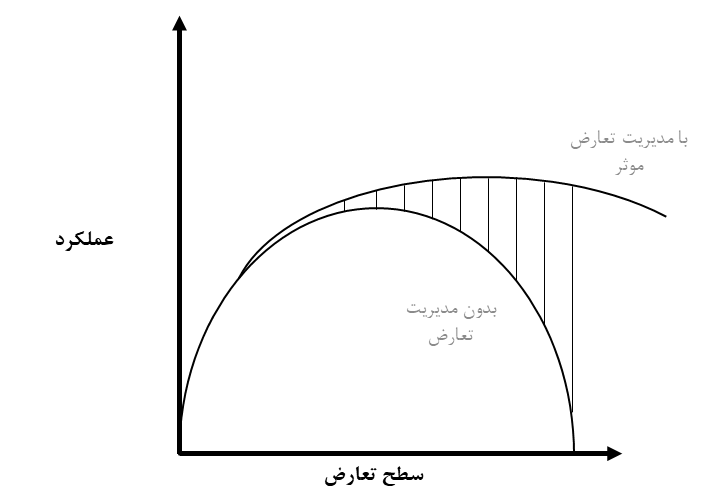 با مدیریت تعارض
موثر
عملکرد
بدون مدیریت
تعارض
سطح تعارض